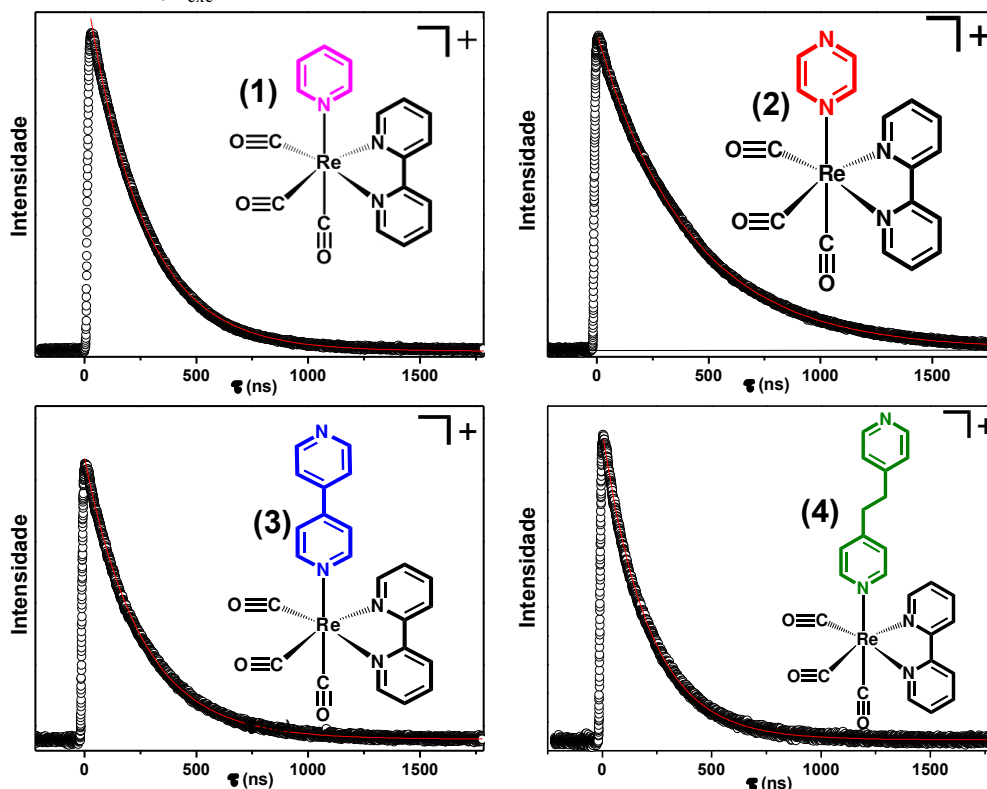 exc
Intensidade
(1)
N
O≡C
N
Re
O≡C
N
C≡O
+
0
500
1000
1500
τ (ns)
Intensidade
N
(2)
N
O≡C
N
Re
O≡C
N
C≡O
+
0
500
1000
1500
τ (ns)
Intensidade
N
(3)
N
O≡C
N
Re
O≡C
N
C≡O
+
0
500
1000
1500
τ (ns)
Intensidade
N
(4)
N
O≡C
N
Re
O≡C
N
C≡O
+
0
500
1000
1500
τ (ns)